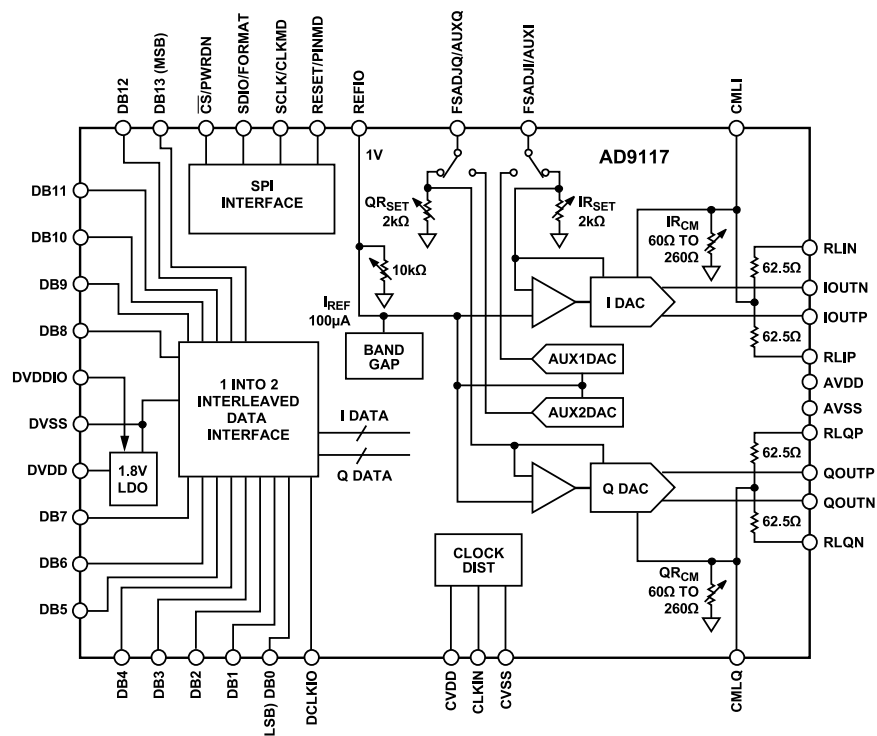 DB12
DB13 (MSB)
CS/PWRDN
SDIO/FORMAT
SCLK/CLKMD
RESET/PINMD
REFIO
FSADJQ/AUXQ
FSADJI/AUXI
CMLI
1V
AD9117
SPI
INTERFACE
DB11
DB10
DB9
DB8
DVDDIO
DVSS
DVDD
DB7
DB6
DB5
QRSET
2kΩ
IRSET
2kΩ
IRCM
60Ω TO
260Ω
10kΩ
IREF
100µA
BAND
GAP
I DAC
62.5Ω
62.5Ω
RLIN
IOUTN
IOUTP
RLIP
AVDD
AVSS
RLQP
QOUTP
QOUTN
RLQN
AUX1DAC
AUX2DAC
1 INTO 2
INTERLEAVED
DATA
INTERFACE
I DATA
Q DATA
1.8V
LDO
Q DAC
62.5Ω
62.5Ω
CLOCK
DIST
QRCM
60Ω TO
260Ω
DB4
DB3
DB2
DB1
LSB) DB0
DCLKIO
CVDD
CLKIN
CVSS
CMLQ